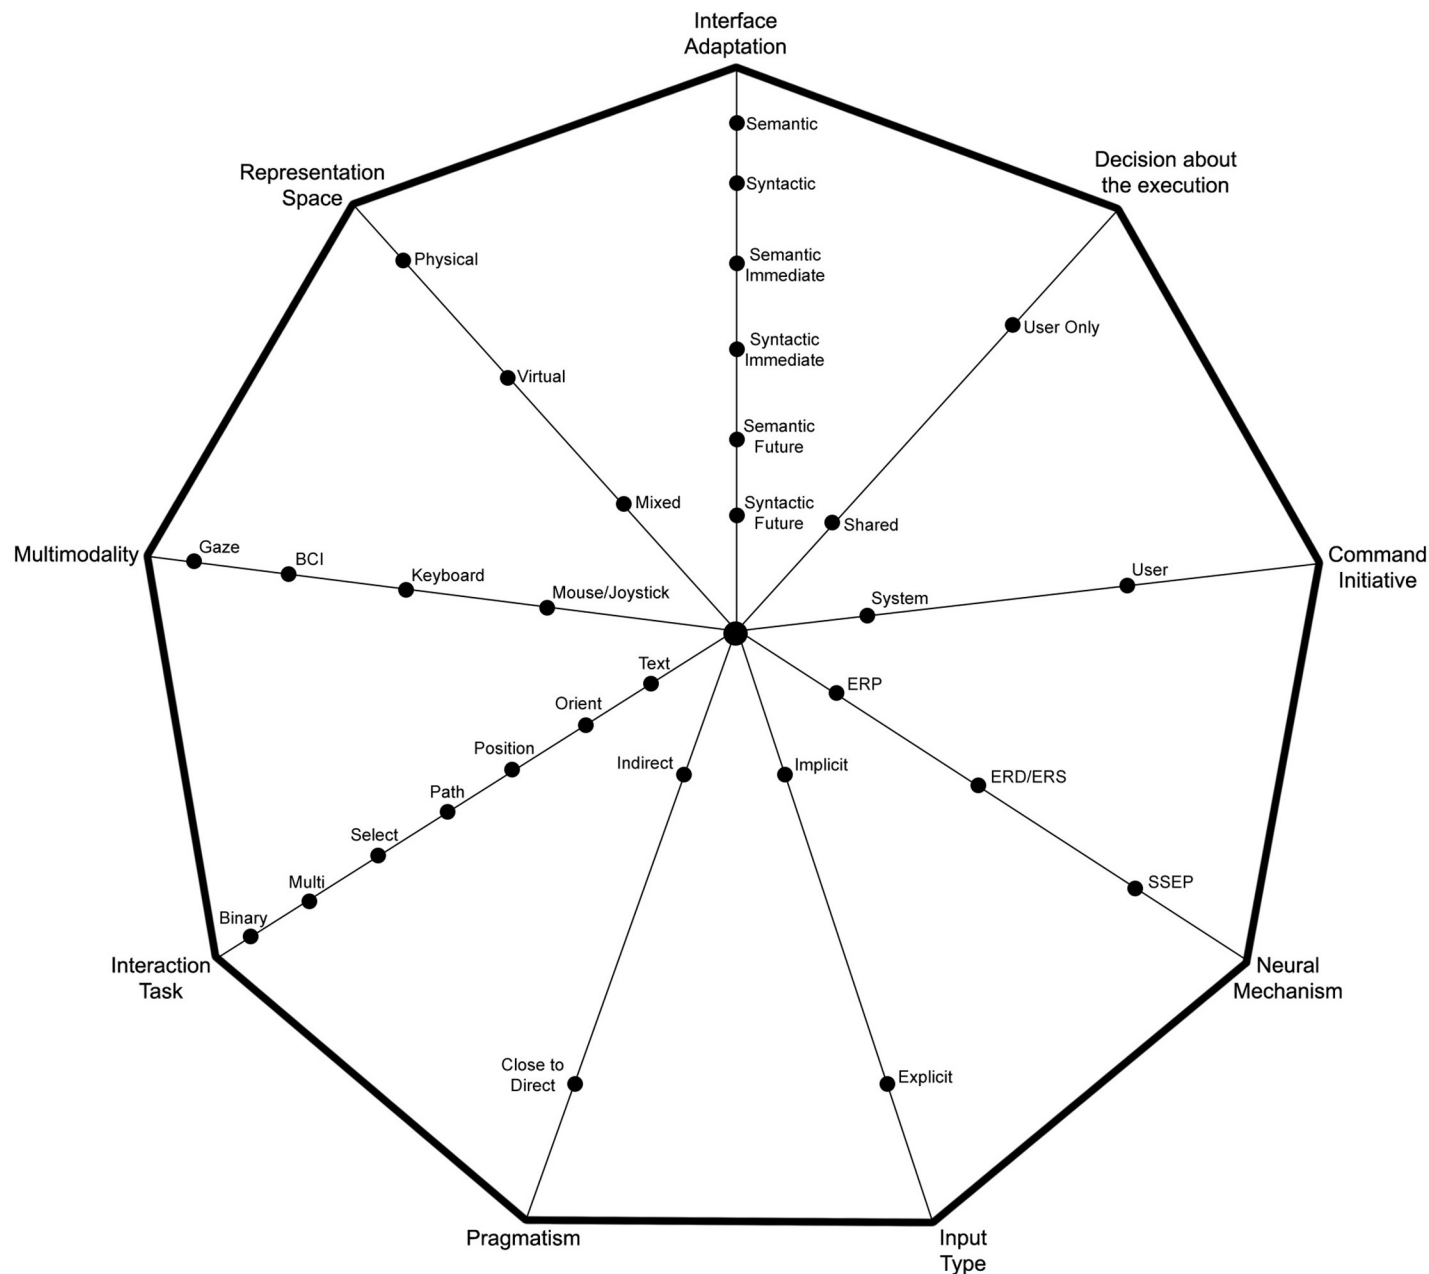 Interface
Adaptation
Semantic
Syntactic
Semantic
Immediate
Syntactic
Immediate
Semantic
Future
Syntactic
Future
Decision about
the execution
User Only
Shared
Command
Initiative
User
System
Neural
Mechanism
ERP
ERD/ERS
SSEP
Input
Type
Implicit
Explicit
Pragmatism
Indirect
Close to
Direct
Interaction
Task
Text
Orient
Position
Path
Select
Multi
Binary
Multimodality
Gaze
BCI
Keyboard
Mouse/Joystick
Representation
Space
Physical
Virtual
Mixed